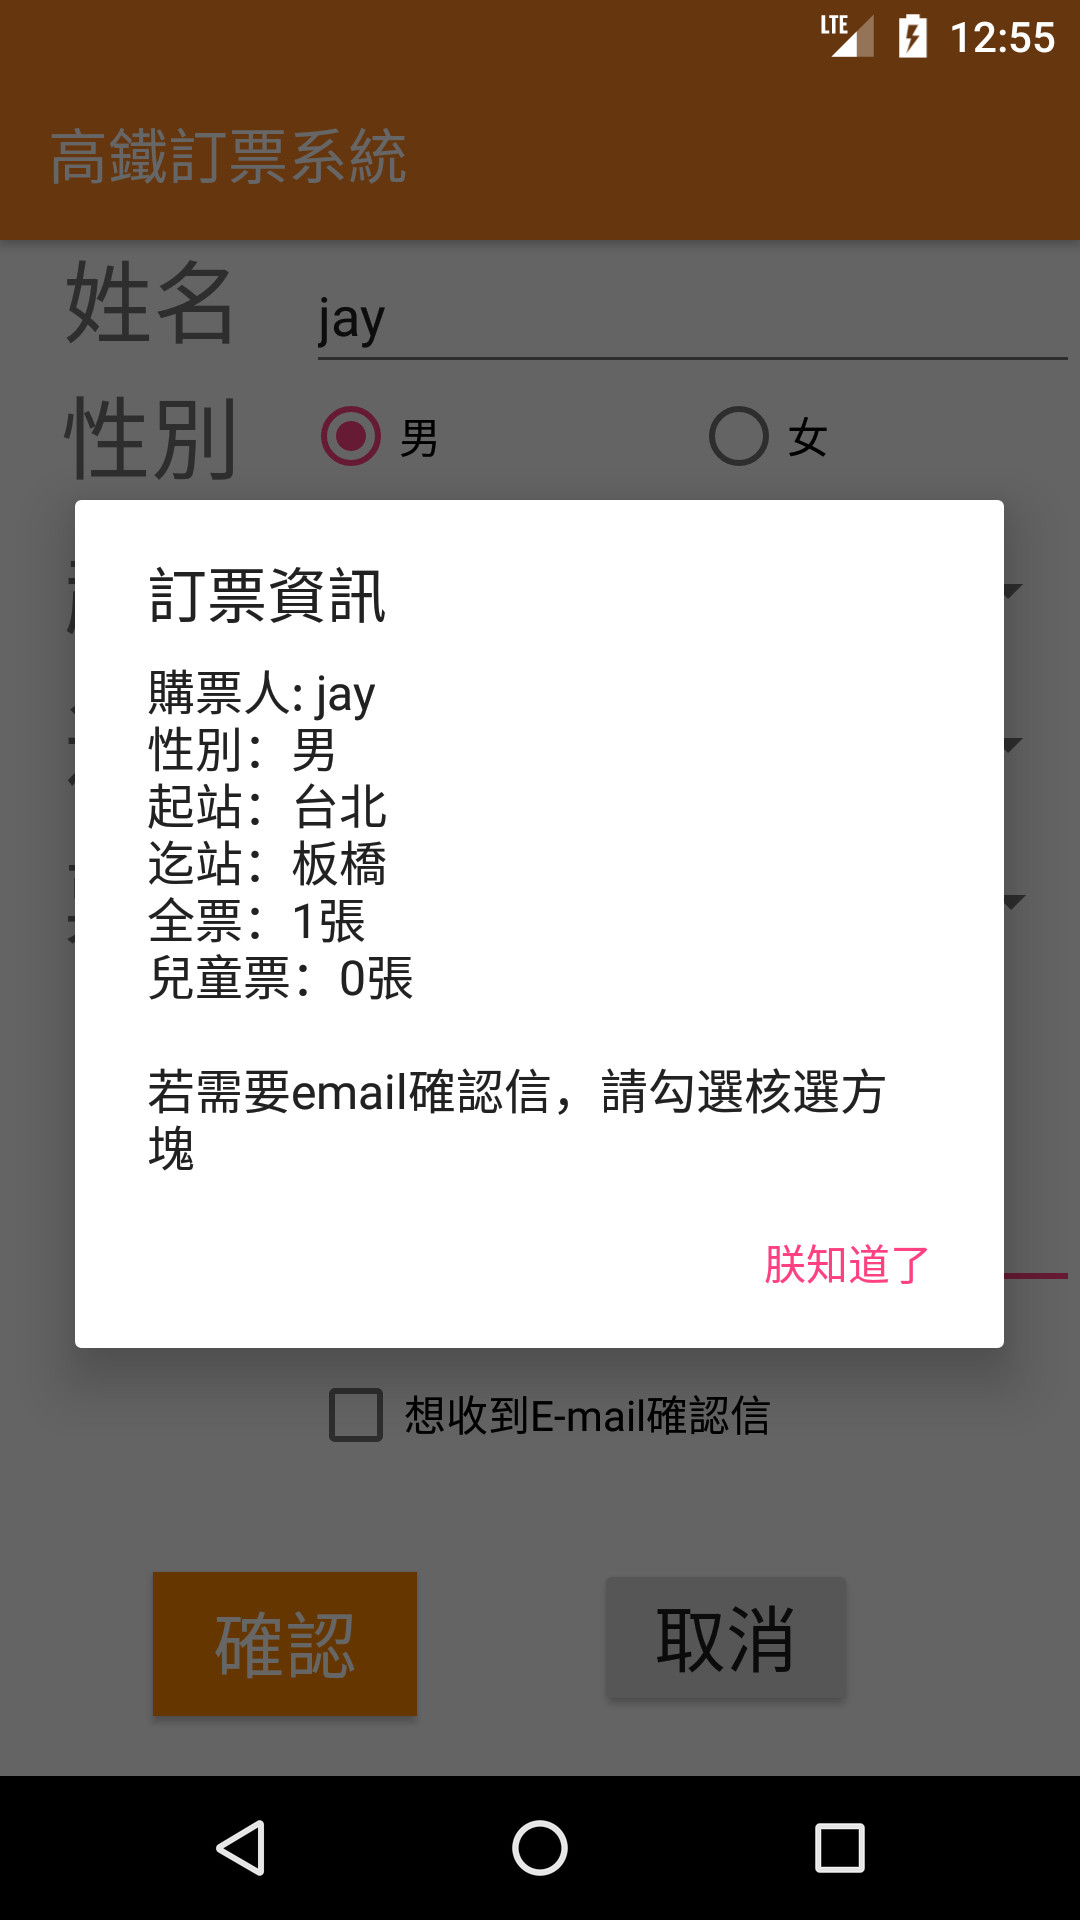 LTE 12:55
高鐵訂票系統
姓名 jay
性別 男 女
訂票資訊
購票人: jay
性別：男
起站：台北
迄站：板橋
全票：1張
兒童票：0張
若需要email確認信，請勾選核選方
塊
朕知道了
想收到E-mail確認信
確認 取消